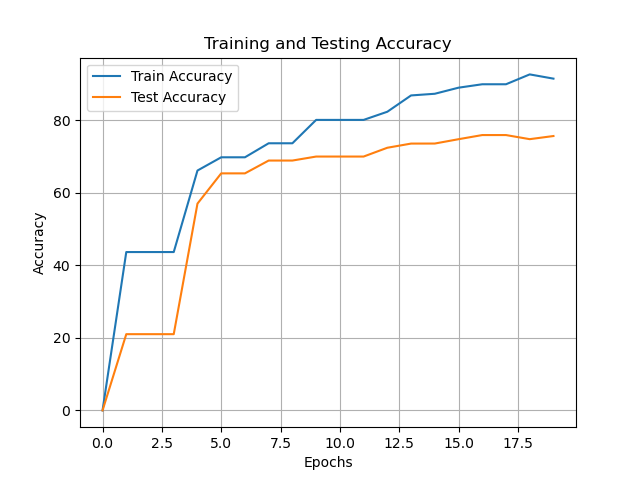 Training and Testing Accuracy
Train Accuracy
Test Accuracy
80
60
40
20
0
Accuracy
0.0 2.5 5.0 7.5 10.0 12.5 15.0 17.5
Epochs